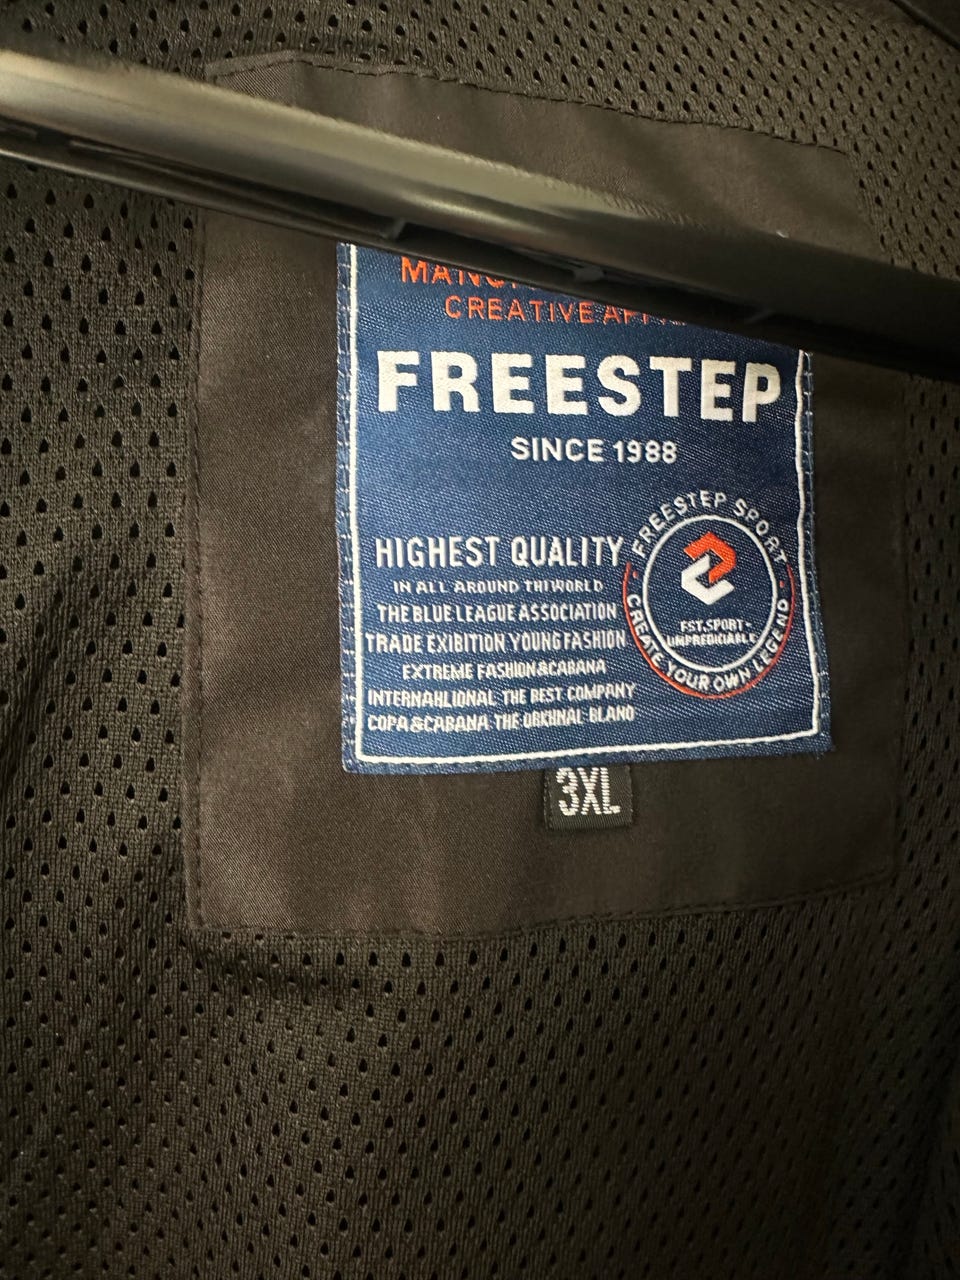 CREATIVE
FREESTEP
SINCE 1988
HIGHEST QUALITY
IN ALL AROUND THIWORLD
THE BLUE LEAGUE ASSOCIATION
TRADE EXIBITION YOUNG FASHION
EXTREME FASHION&CABANA
INTERNAHLIONAL THE BEST COMPANY
COPA&CABANA THE ORKHNAL BLAND
FREESTEP SPORT
FST.SPORT-
UMPREDICIABLE
CREATE YOUR OWN LEGEND
3XL